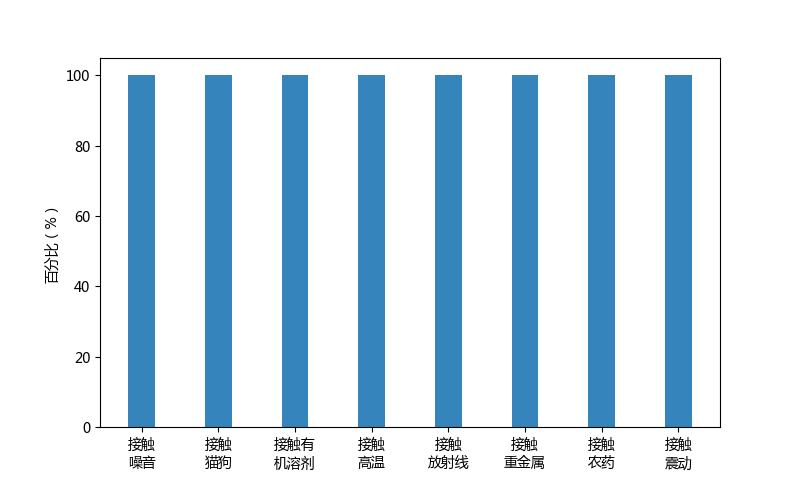 100
80
60
40
20
0
百分比（%）
接触
噪音
接触
猫狗
接触有
机溶剂
接触
高温
接触
放射线
接触
重金属
接触
农药
接触
震动